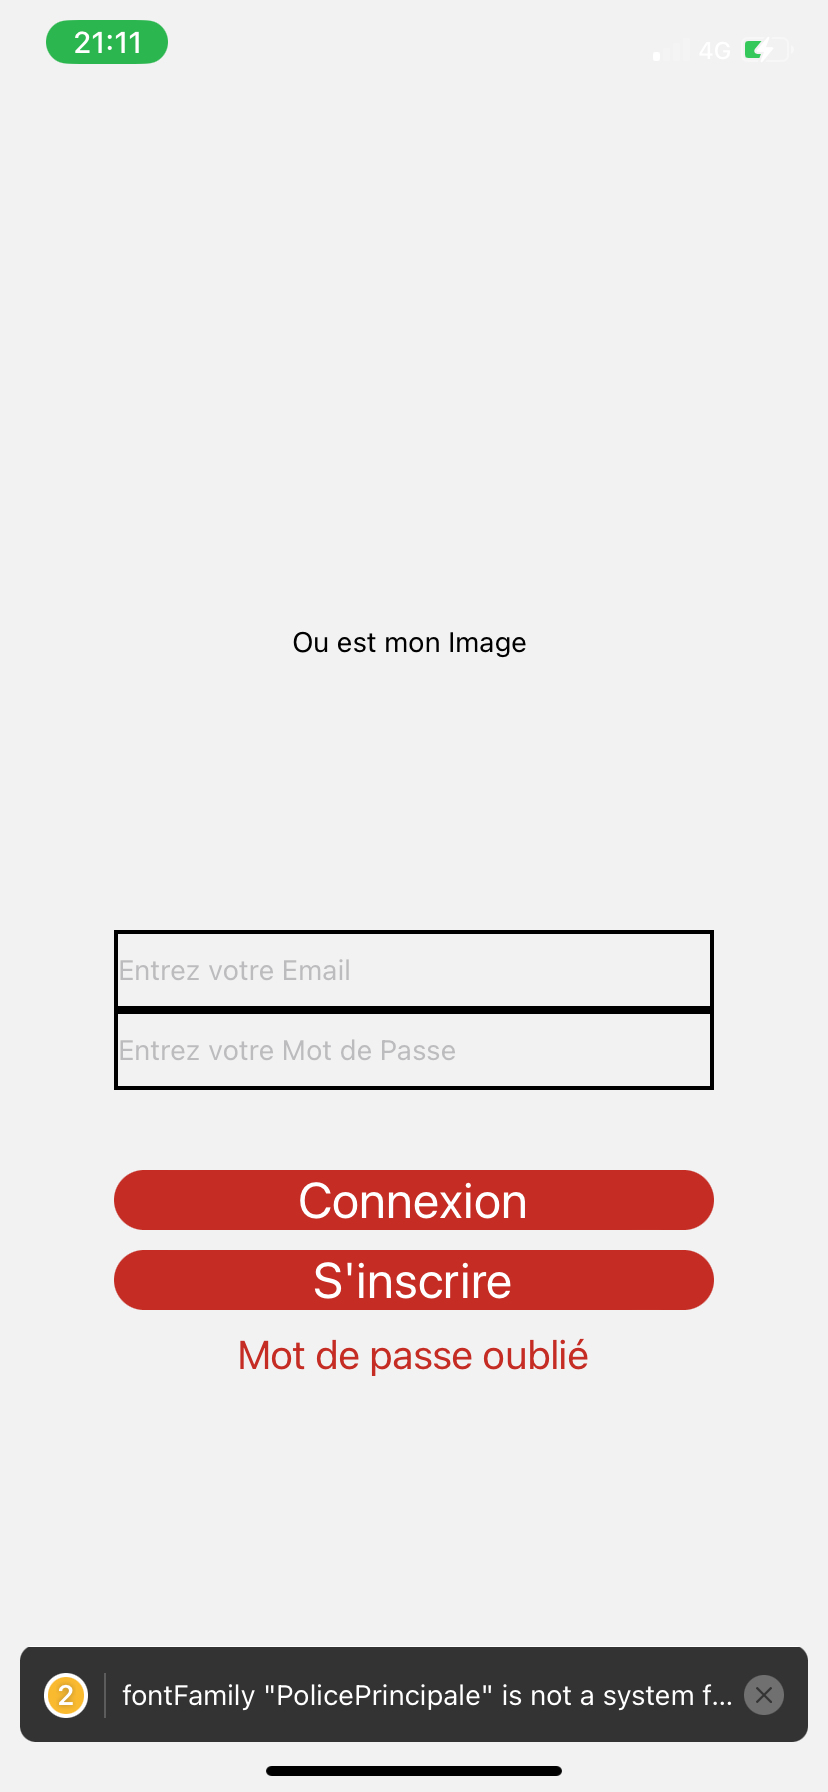 21:11
4G
Ou est mon Image
Entrez votre Email
Entrez votre Mot de Passe
Connexion
S'inscrire
Mot de passe oublié
2
fontFamily "PolicePrincipale" is not a system f...